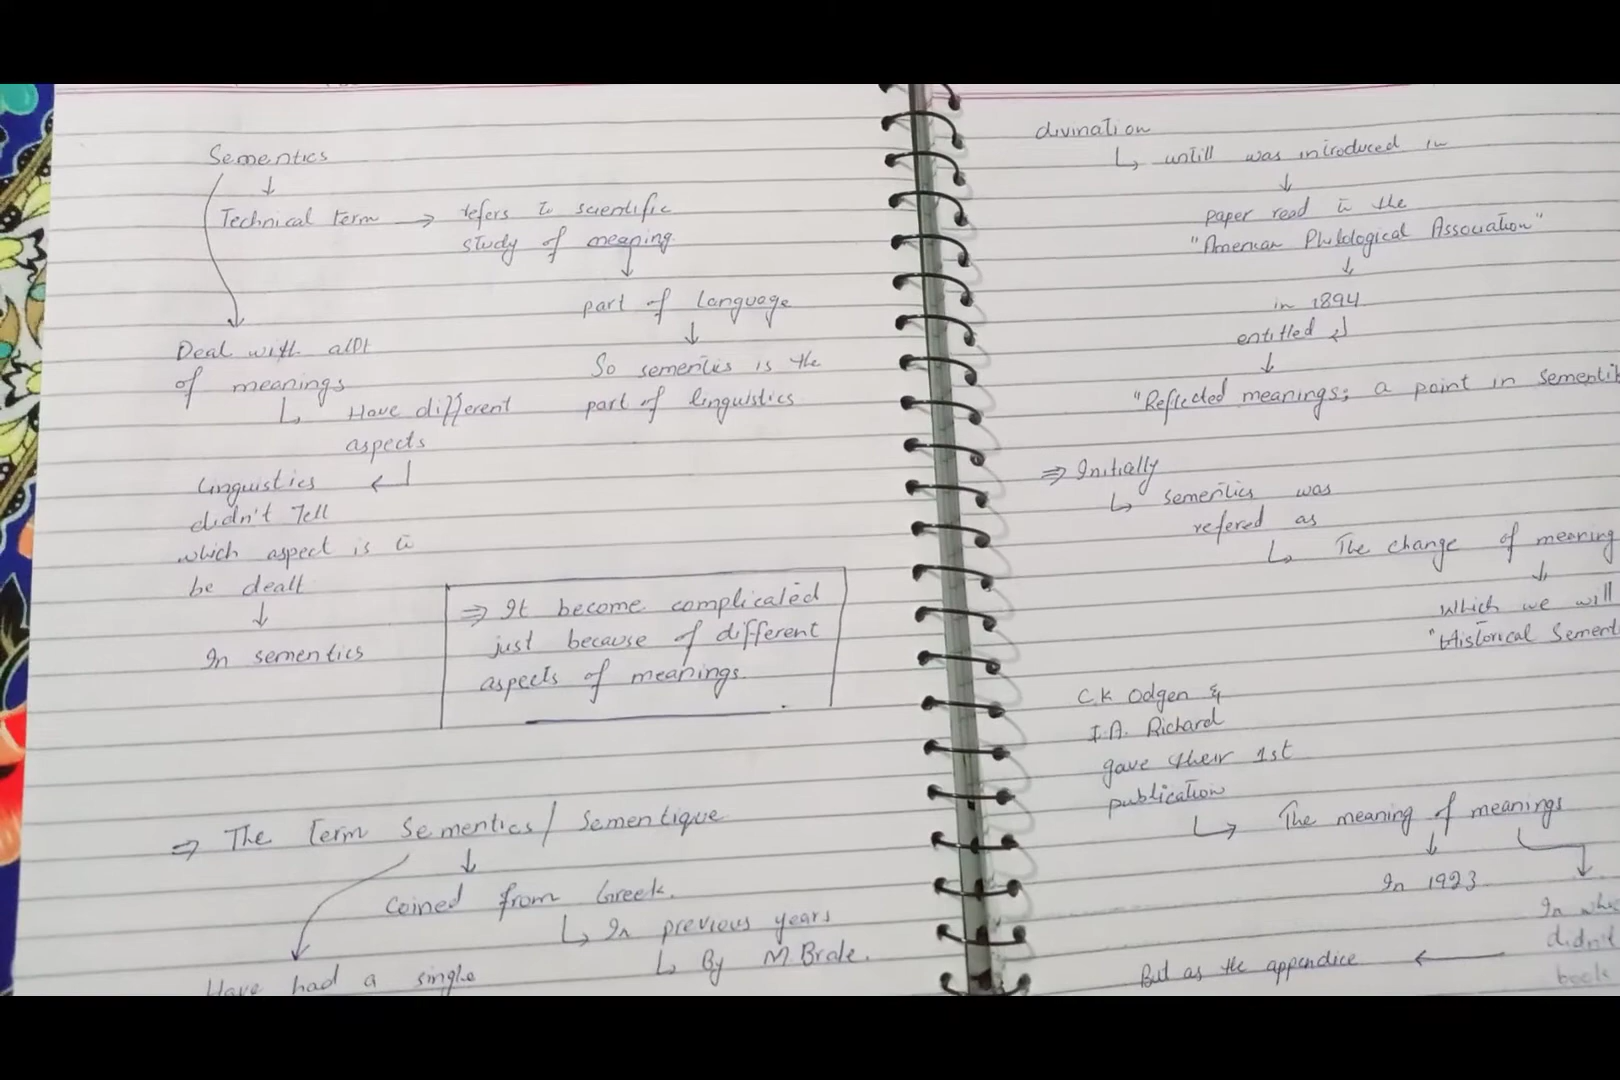 Sementics
Technical term → refers to scientific
study of meaning.
part of language
So sementics is the
part of linguistics
Deal with
of meanings
Have different
aspects
Linguistics
didn't Tell
which aspect is to
be dealt
In sementics
⇒ It become complicated
just because of different
aspects of meanings.
⇒ The Term Sementics/ Sementique
Coined from Greek.
In previous years
By M Brale.
Have had a single
divination
untill was introduced in
paper read to the
"American Philological Association"
in 1894
entitled
"Reflected meanings; a point in
⇒ Initially
sementics was
refered as
The change of meaning
Which we will
"Historical
C.K Odgen &
I.A. Richard
gave their 1st
publication
The meaning of meanings
In 1923
In
didn't
But as the appendice
book